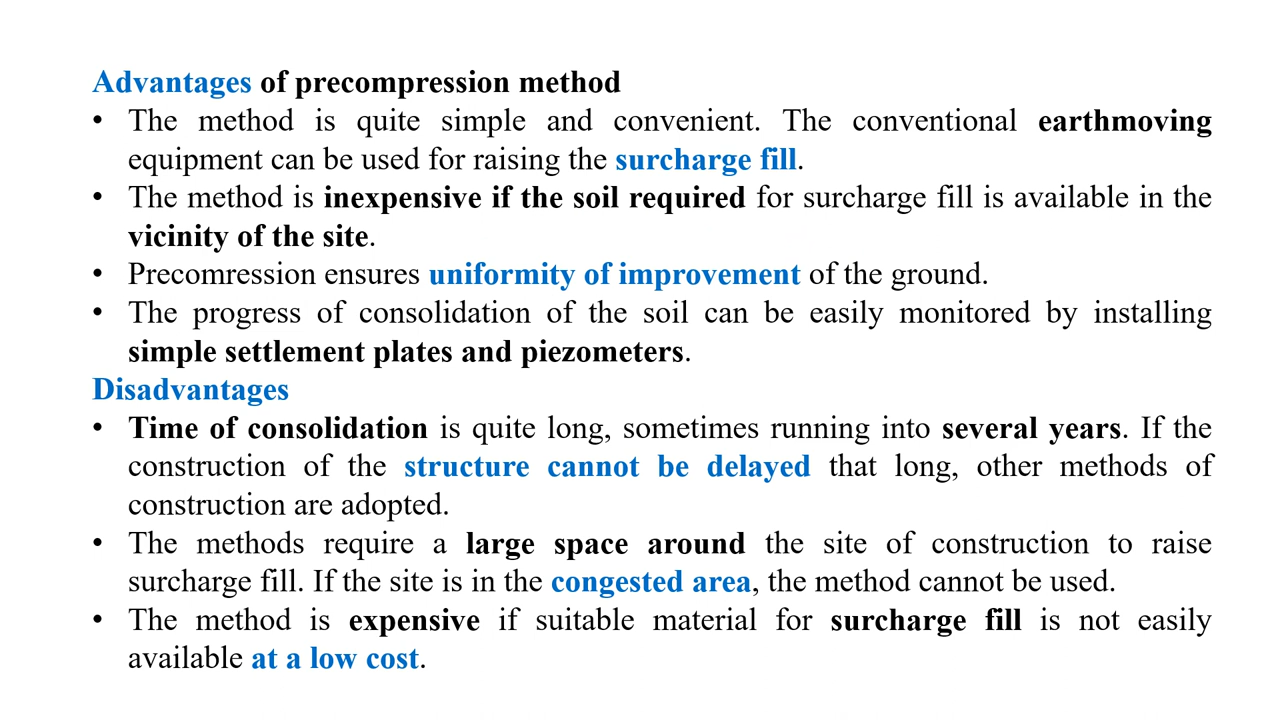 Advantages of precompression method
• The method is quite simple and convenient. The conventional earthmoving
equipment can be used for raising the surcharge fill.
• The method is inexpensive if the soil required for surcharge fill is available in the
vicinity of the site.
• Precomression ensures uniformity of improvement of the ground.
• The progress of consolidation of the soil can be easily monitored by installing
simple settlement plates and piezometers.
Disadvantages
• Time of consolidation is quite long, sometimes running into several years. If the
construction of the structure cannot be delayed that long, other methods of
construction are adopted.
• The methods require a large space around the site of construction to raise
surcharge fill. If the site is in the congested area, the method cannot be used.
• The method is expensive if suitable material for surcharge fill is not easily
available at a low cost.